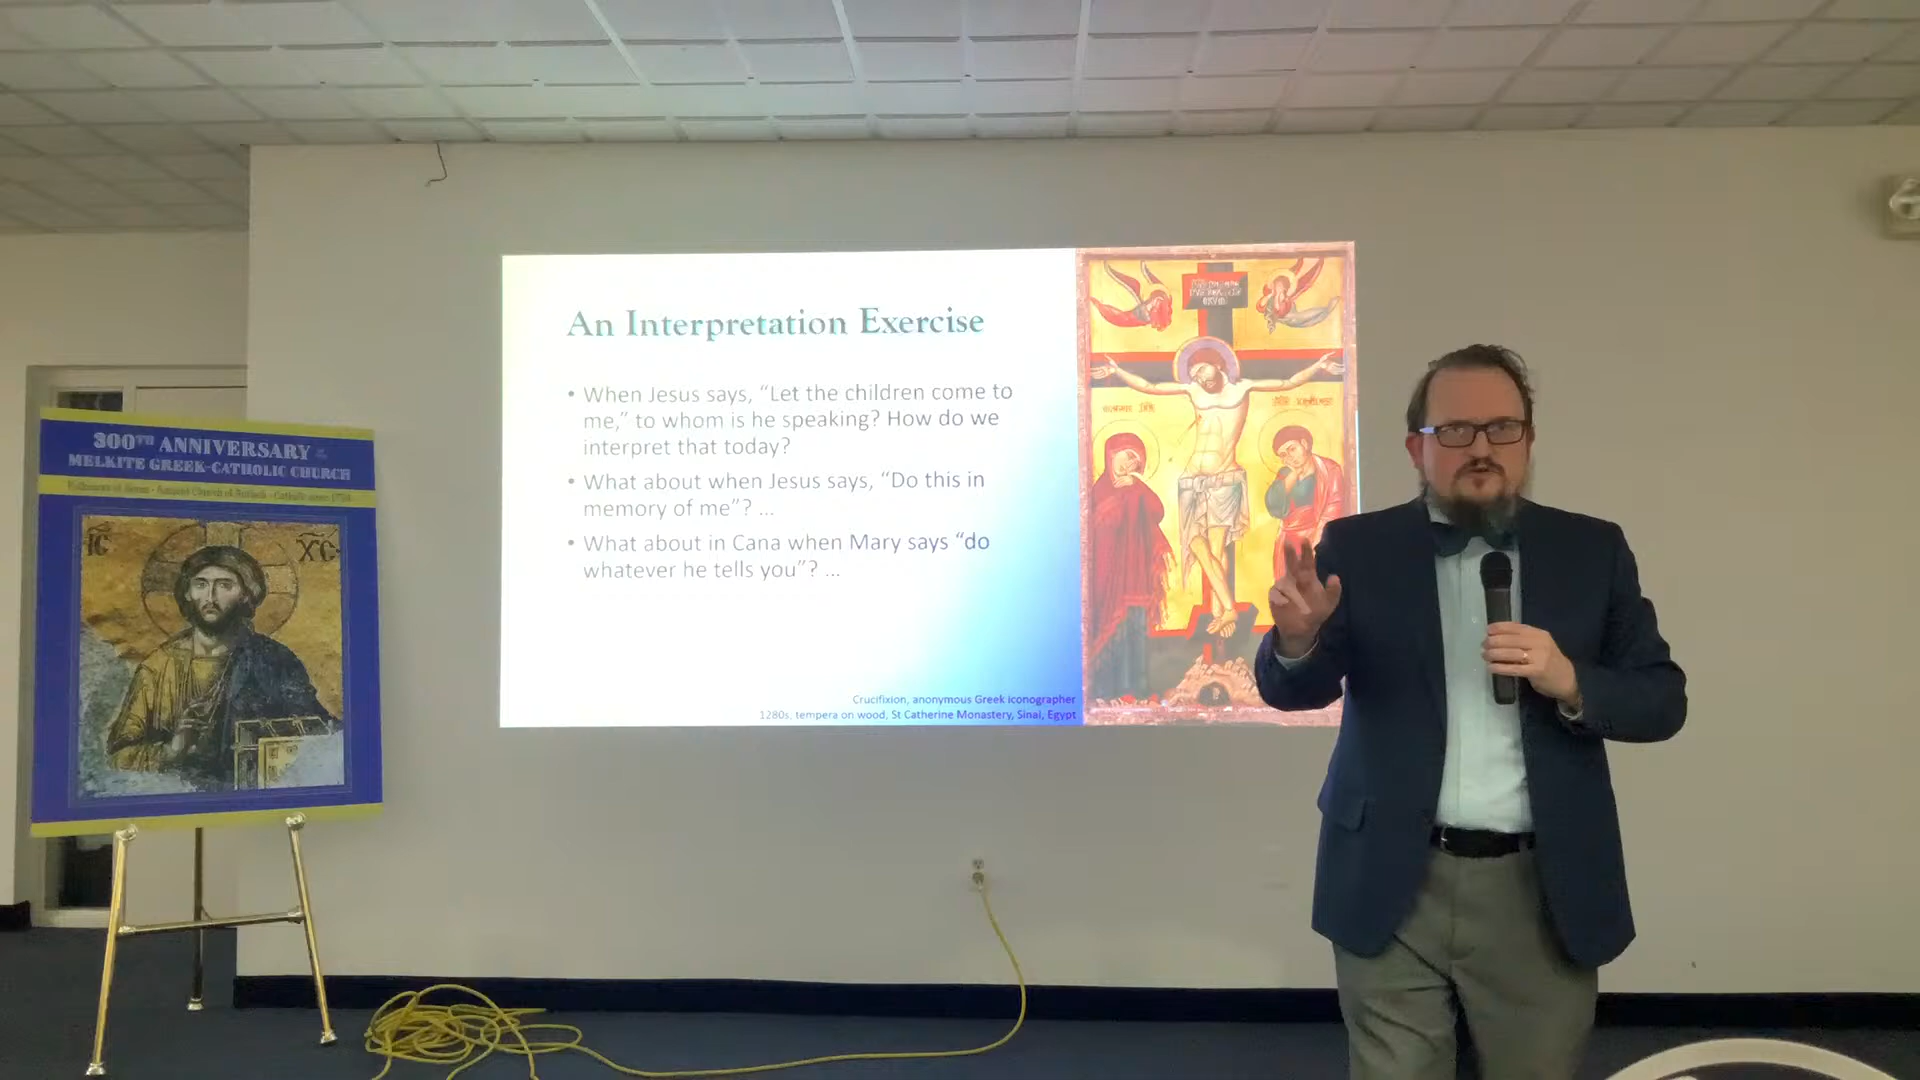 300TH ANNIVERSARY
MELKITE GREEK-CATHOLIC CHURCH
IC XC
An Interpretation Exercise
• When Jesus says, “Let the children come to
me,” to whom is he speaking? How do we
interpret that today?
• What about when Jesus says, “Do this in
memory of me”? ...
• What about in Cana when Mary says “do
whatever he tells you”? ...
Crucifixion, anonymous Greek iconographer
1280s, tempera on wood, St Catherine Monastery, Sinai, Egypt